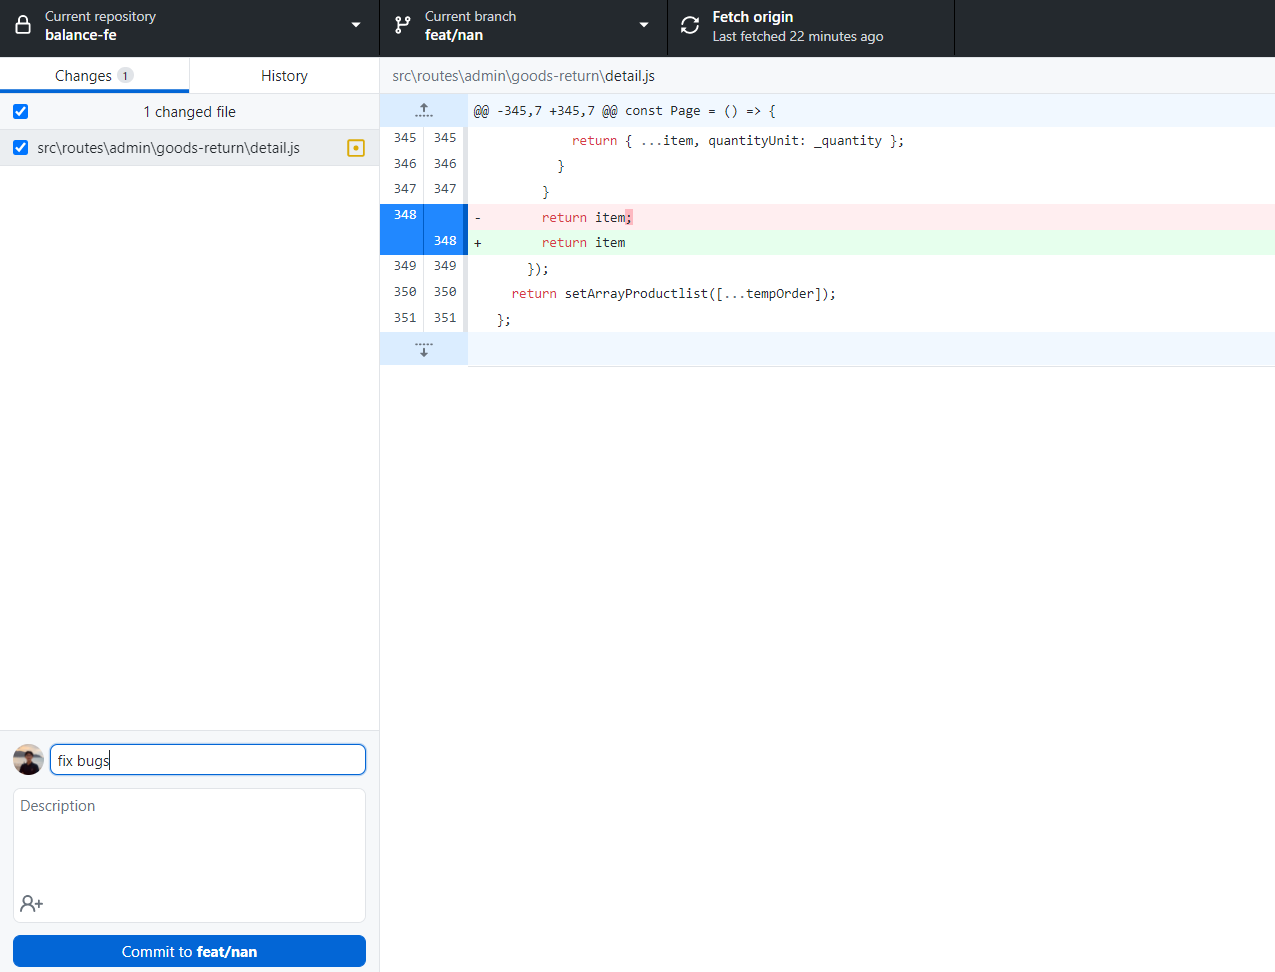 Current repository
balance-fe
Current branch
feat/nan
Fetch origin
Last fetched 22 minutes ago
Changes 1
History
1 changed file
src\routes\admin\goods-return\detail.js
src\routes\admin\goods-return\detail.js
@@ -345,7 +345,7 @@ const Page = () => {
345 345 return { ...item, quantityUnit: _quantity };
346 346 }
347 347 }
348 - return item;
348 + return item
349 349 });
350 350 return setArrayProductlist([...tempOrder]);
351 351 };
fix bugs
Description
Commit to feat/nan